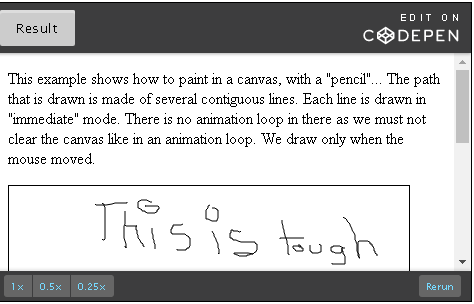 Result
EDIT ON
CODEPEN
This example shows how to paint in a canvas, with a "pencil"... The path
that is drawn is made of several contiguous lines. Each line is drawn in
"immediate" mode. There is no animation loop in there as we must not
clear the canvas like in an animation loop. We draw only when the
mouse moved.
This is tough
1× 0.5× 0.25× Rerun